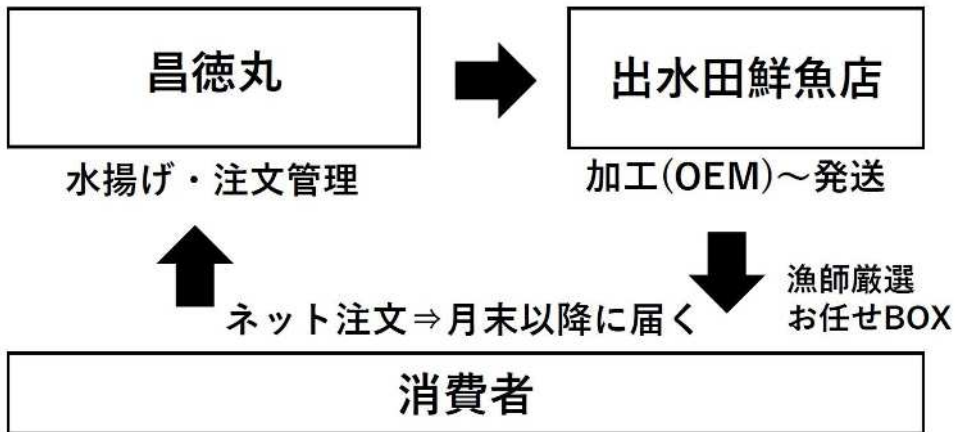 昌徳丸
出水田鮮魚店
水揚げ・注文管理
加工(OEM)～発送
漁師厳選
お任せBOX
ネット注文⇒月末以降に届く
消費者